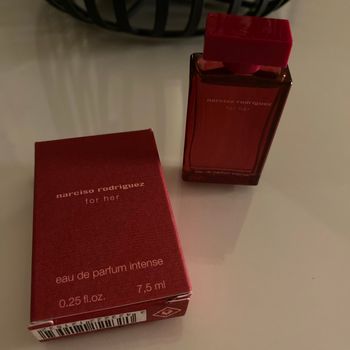 narciso rodriguez
for her
narciso rodriguez
for her
eau de parfum intense
0.25 fl.oz. 7,5 ml